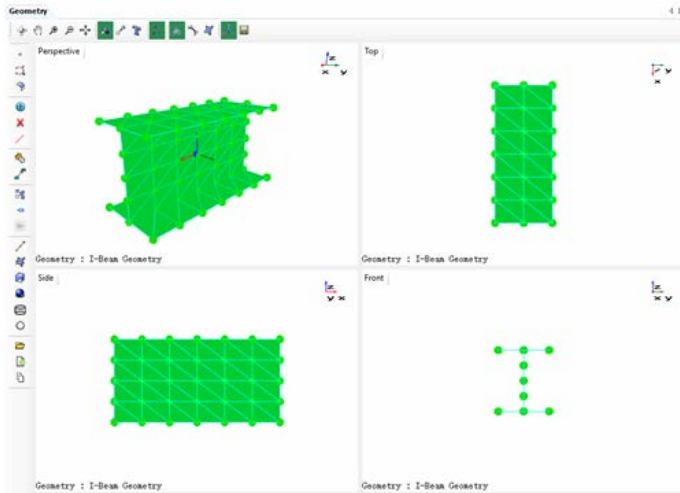 Geometry
Perspective
Top
z
x y
y
x
Geometry : I-Beam Geometry
Geometry : I-Beam Geometry
Side
Front
z
y x
z
x y
Geometry : I-Beam Geometry
Geometry : I-Beam Geometry